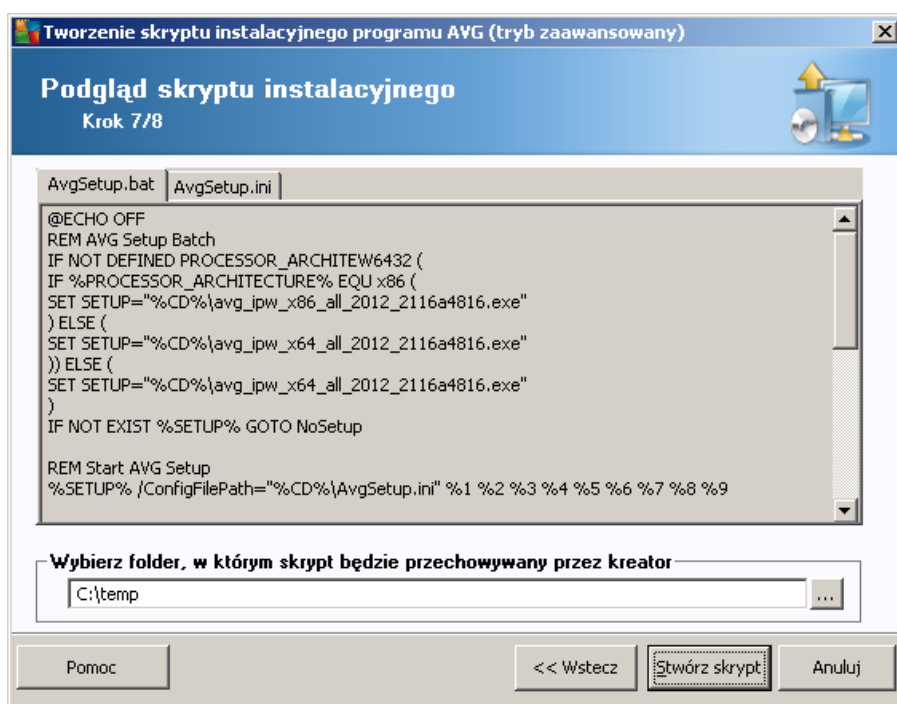 Tworzenie skryptu instalacyjnego programu AVG (tryb zaawansowany)
Podgląd skryptu instalacyjnego
Krok 7/8
AvgSetup.bat
AvgSetup.ini
@ECHO OFF
REM AVG Setup Batch
IF NOT DEFINED PROCESSOR_ARCHITEW6432 (
IF %PROCESSOR_ARCHITECTURE% EQU x86 (
SET SETUP="%CD%\avg_ipw_x86_all_2012_2116a4816.exe"
) ELSE (
SET SETUP="%CD%\avg_ipw_x64_all_2012_2116a4816.exe"
)) ELSE (
SET SETUP="%CD%\avg_ipw_x64_all_2012_2116a4816.exe"
)
IF NOT EXIST %SETUP% GOTO NoSetup
REM Start AVG Setup
%SETUP% /ConfigFilePath="%CD%\AvgSetup.ini" %1 %2 %3 %4 %5 %6 %7 %8 %9
Wybierz folder, w którym skrypt będzie przechowywany przez kreator
C:\temp
...
Pomoc
<< Wstecz
Stwórz skrypt
Anuluj